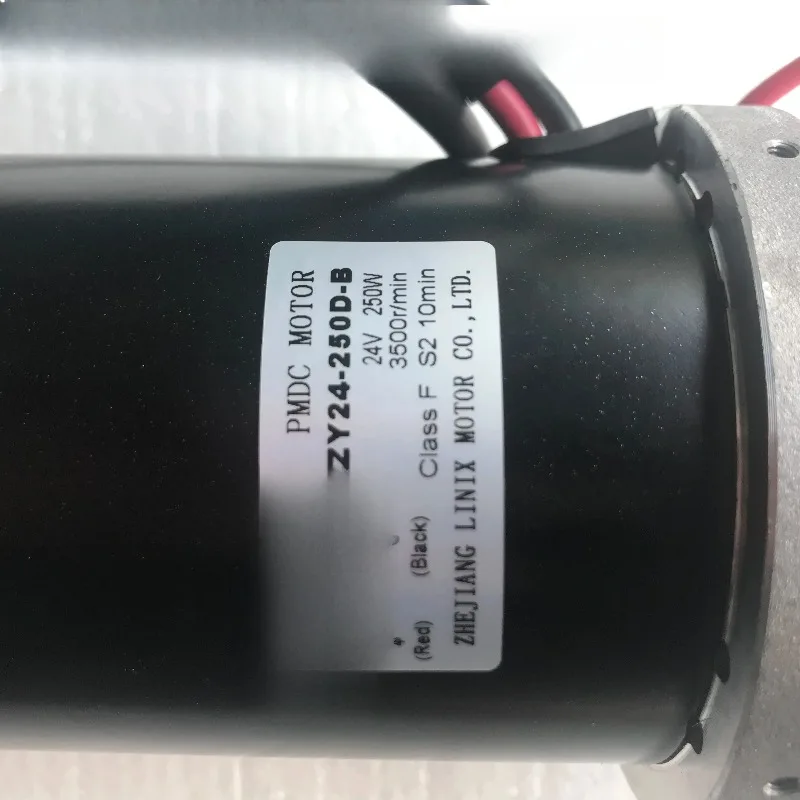 PMDC MOTOR
ZY24-250D-B
24V 250W
3500r/min
(Red) (Black) Class F S2 10min
ZHEJIANG LINIX MOTOR CO.,LTD.